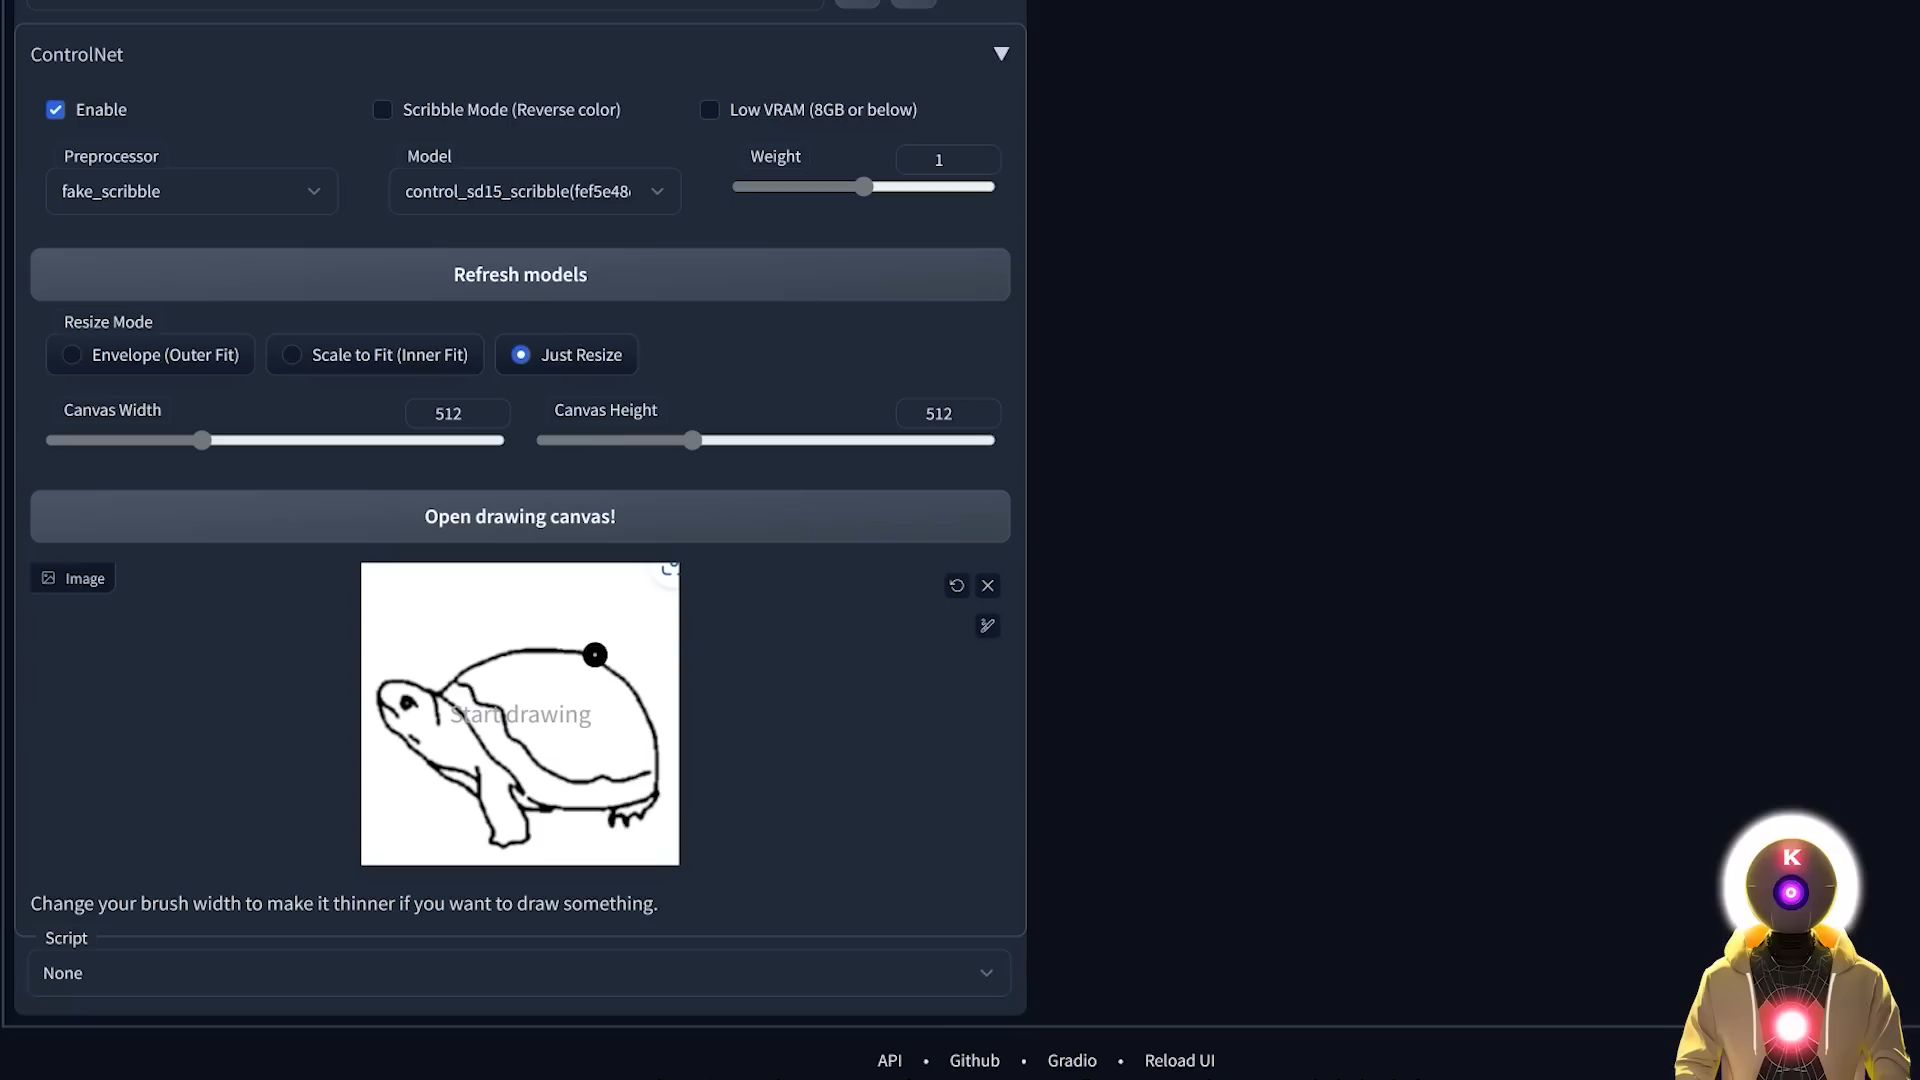 ControlNet
Enable
Scribble Mode (Reverse color)
Low VRAM (8GB or below)
Preprocessor
Model
Weight
1
fake_scribble
control_sd15_scribble(fef5e48
Refresh models
Resize Mode
Envelope (Outer Fit)
Scale to Fit (Inner Fit)
Just Resize
Canvas Width
512
Canvas Height
512
Open drawing canvas!
Image
Start drawing
Change your brush width to make it thinner if you want to draw something.
Script
None
K
API • Github • Gradio • Reload UI